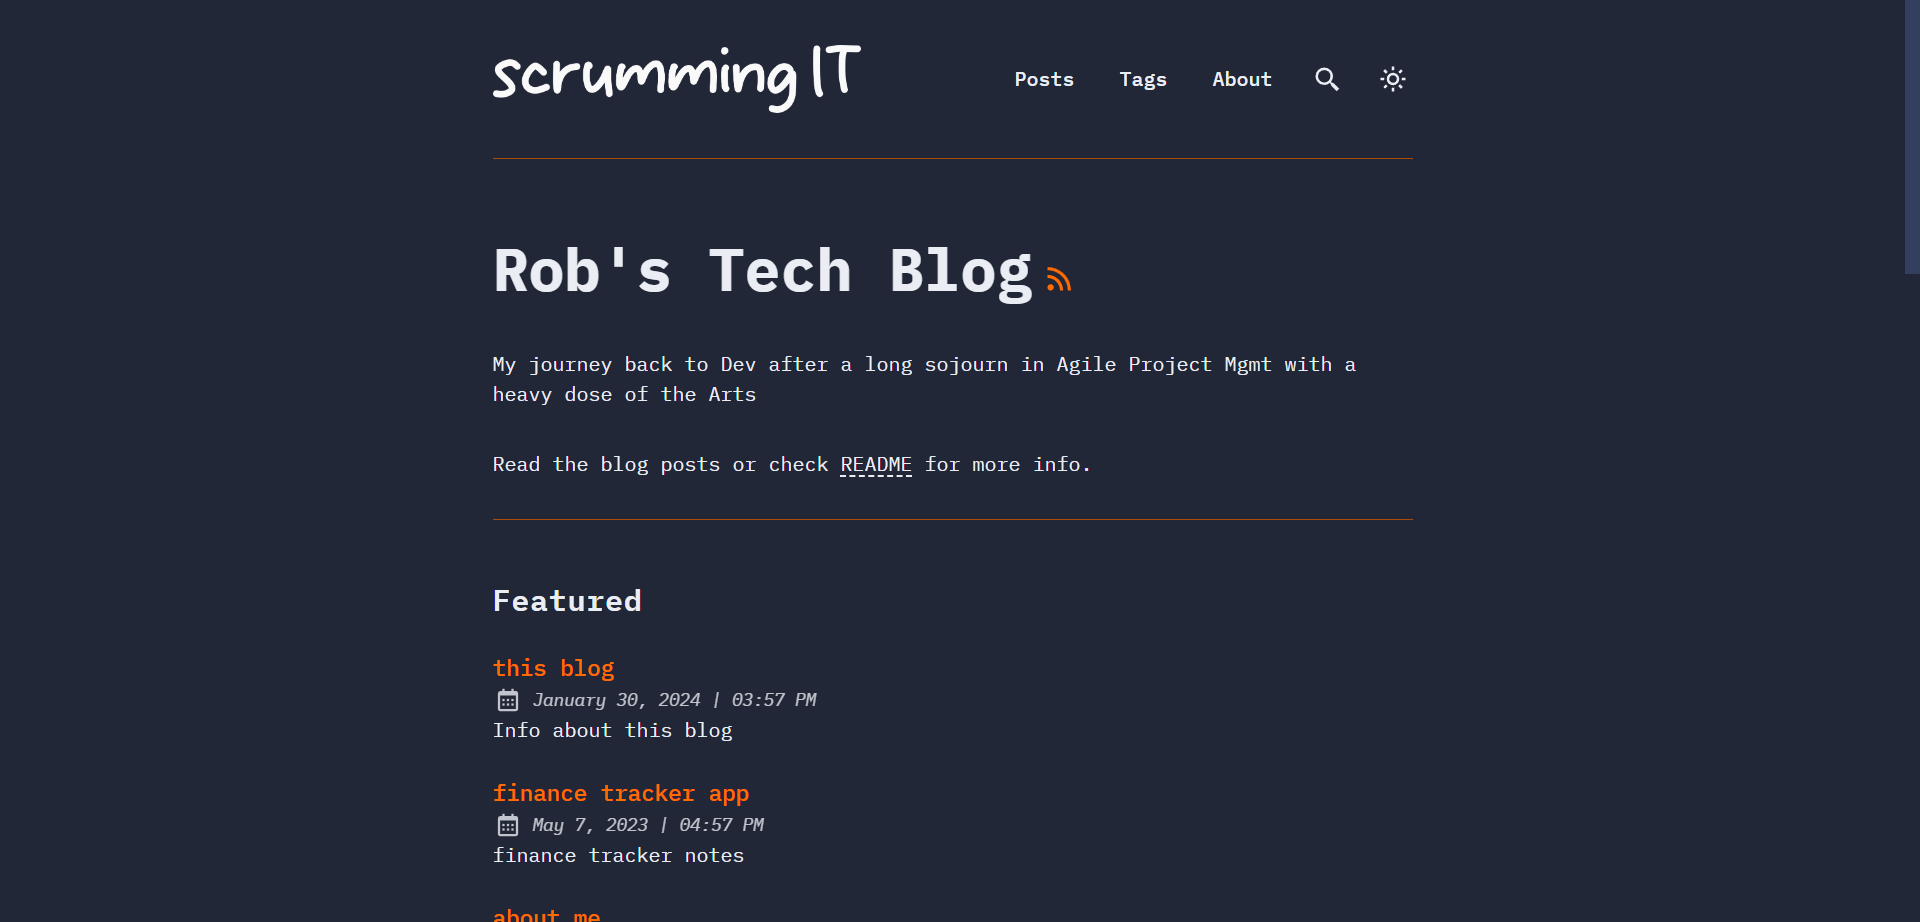 scrumming IT
Posts Tags About
Rob's Tech Blog
My journey back to Dev after a long sojourn in Agile Project Mgmt with a
heavy dose of the Arts
Read the blog posts or check README for more info.
Featured
this blog
January 30, 2024 | 03:57 PM
Info about this blog
finance tracker app
May 7, 2023 | 04:57 PM
finance tracker notes
about me